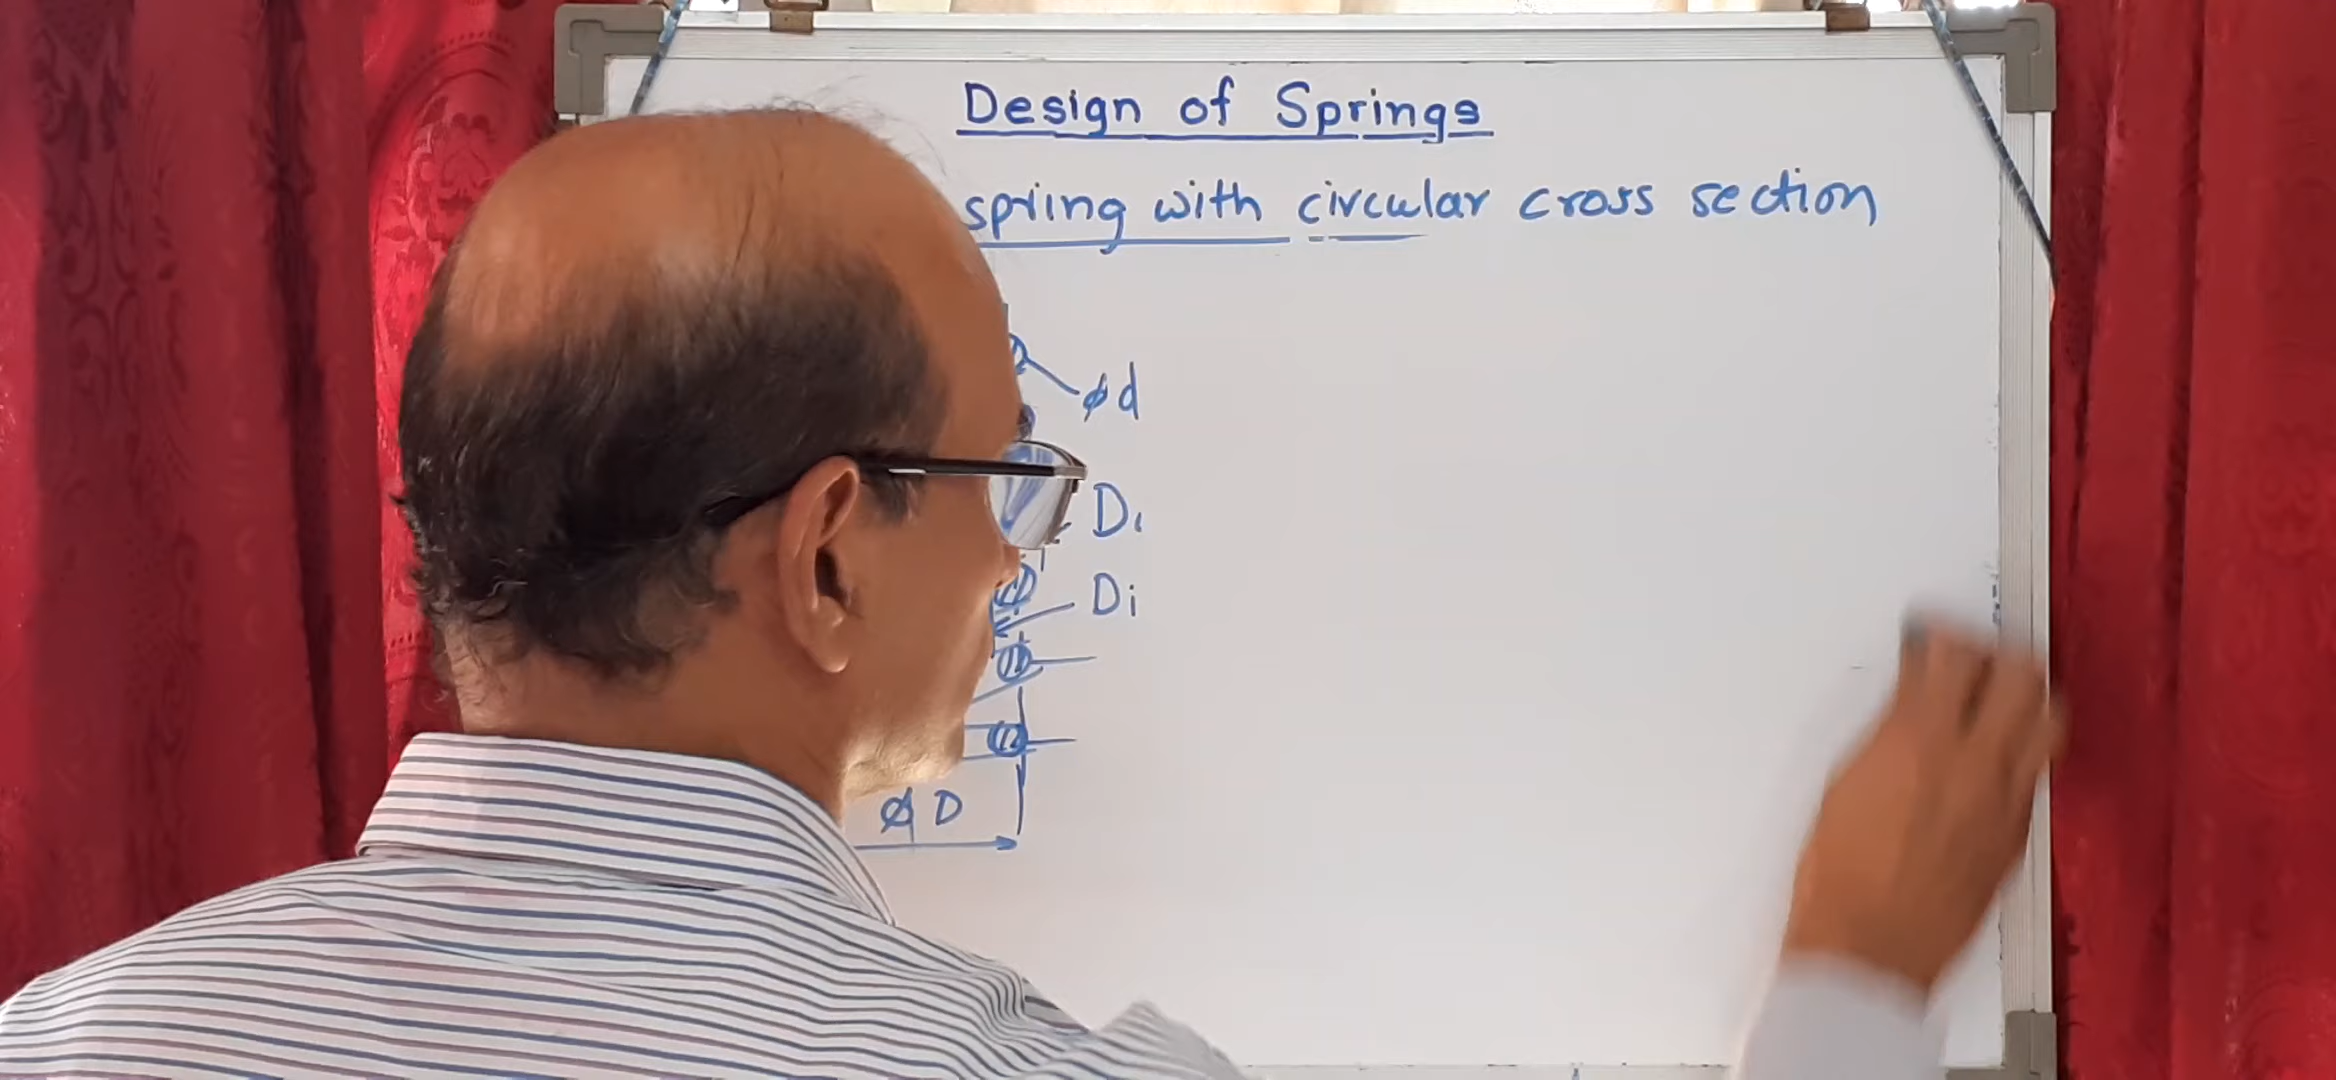 Design of Springs
spring with circular cross section
ϕd
Di
ϕD